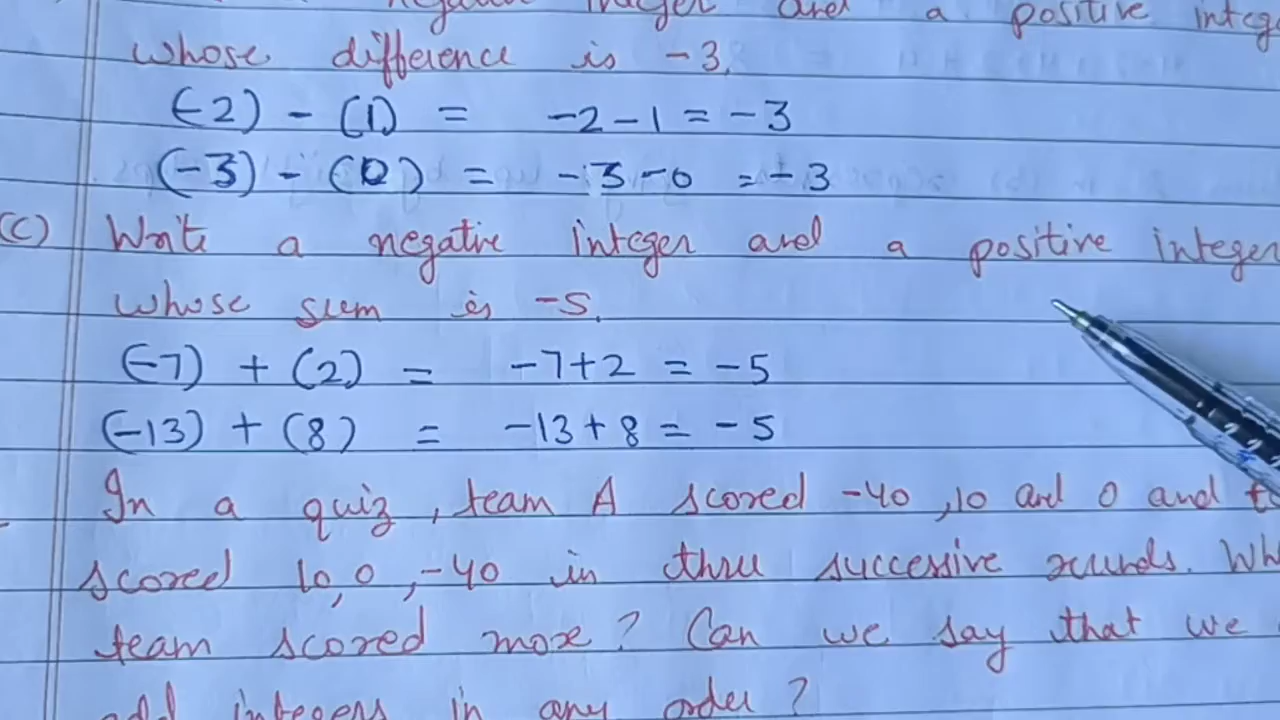 negative integer and a positive
whose difference is -3.
(-2) - (1) = -2-1 = -3
(-3) - (0) = -3-0 = -3
(C) Write a negative integer and a positive integer
whose sum is -5.
(-7) + (2) = -7+2 = -5
(-13) + (8) = -13+8 = -5
In a quiz, team A scored -40, 10 and 0 and
scored 10, 0, -40 in three successive rounds.
team scored more? Can we say that we
add integers in any order?